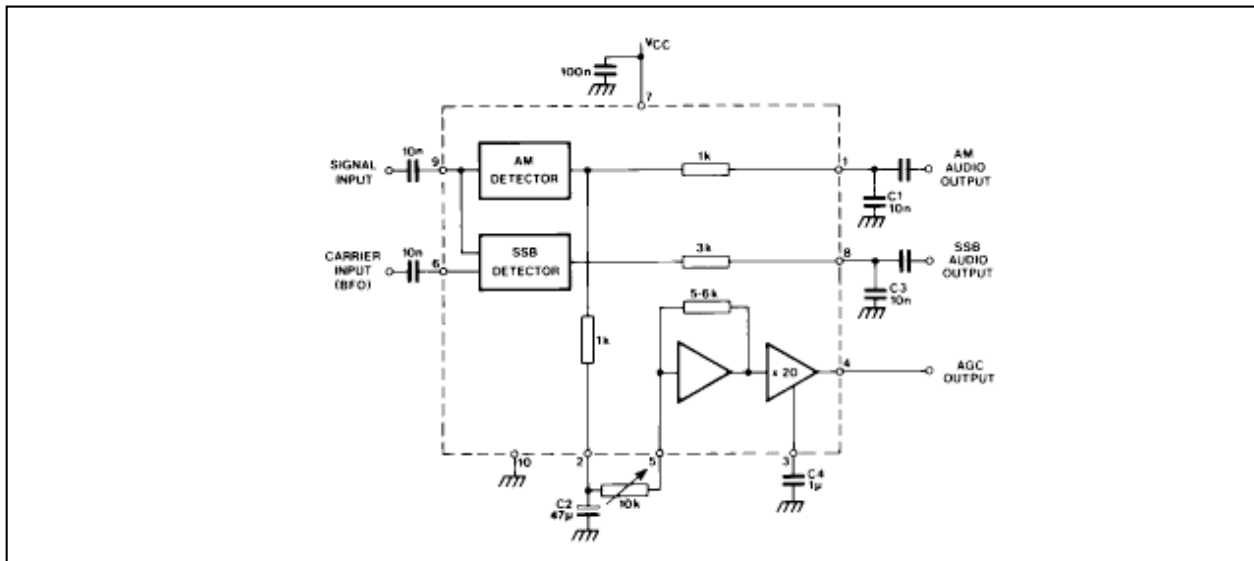 VCC
100n
7
10n
SIGNAL
INPUT
9
AM
DETECTOR
1k
1
AM
AUDIO
OUTPUT
C1
10n
CARRIER
INPUT
(BFO)
10n
6
SSB
DETECTOR
3k
8
SSB
AUDIO
OUTPUT
C3
10n
5-6k
1k
x 20
4
AGC
OUTPUT
10
2
5
3
C2
47µ
10k
C4
1µ